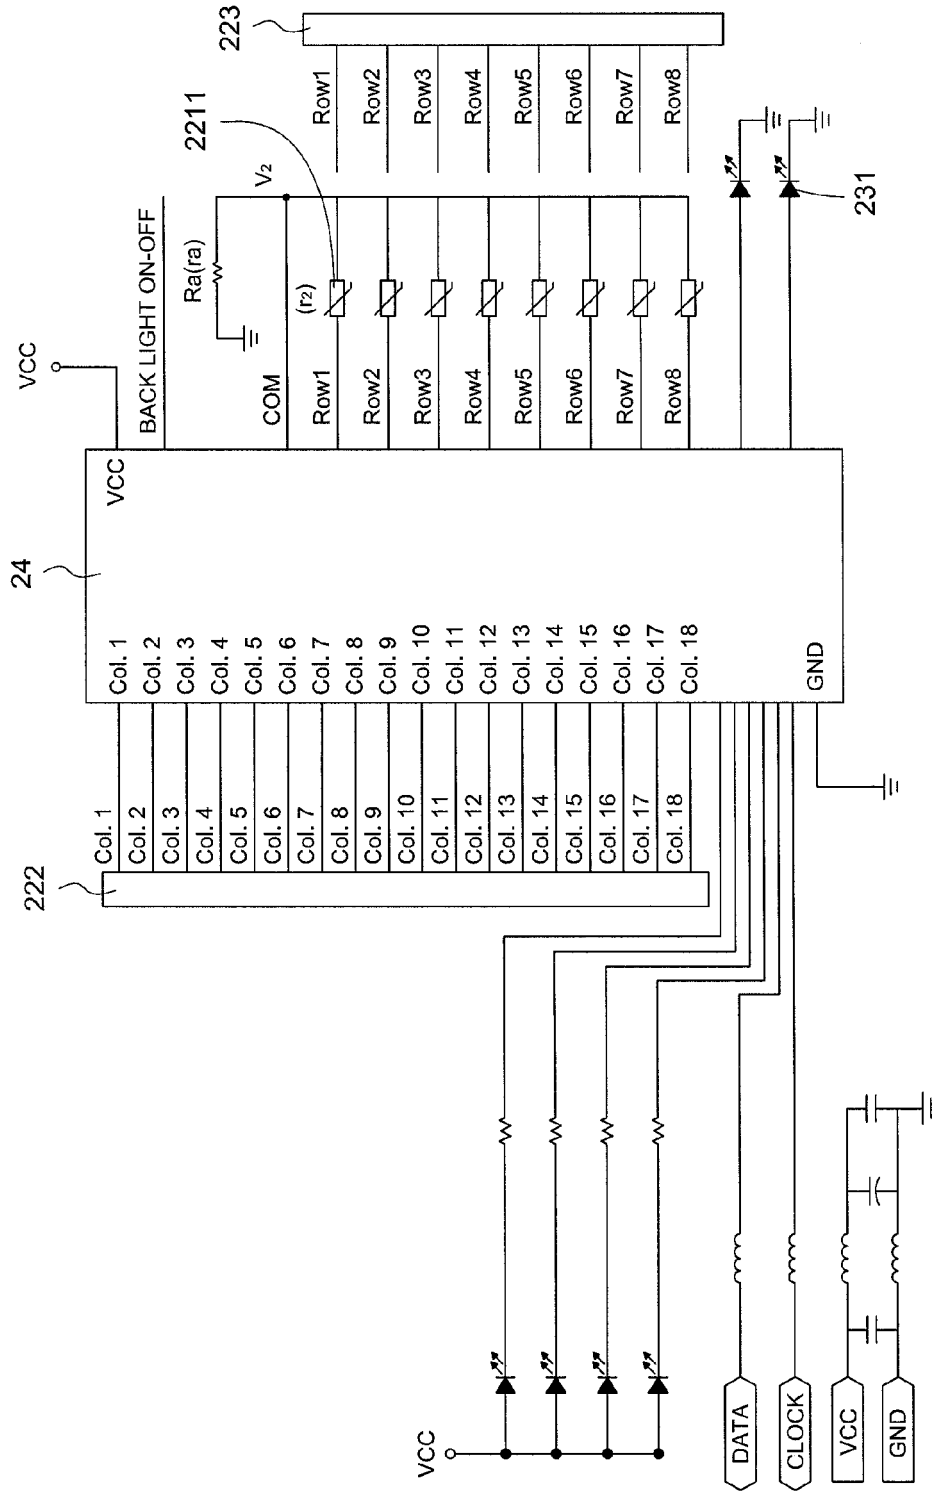 223
Row1
Row2
Row3
Row4
Row5
Row6
Row7
Row8
2211
V₂
231
BACK LIGHT ON-OFF
Ra(ra)
(r₂)
VCC
COM
Row1
Row2
Row3
Row4
Row5
Row6
Row7
Row8
24
VCC
Col. 1
Col. 2
Col. 3
Col. 4
Col. 5
Col. 6
Col. 7
Col. 8
Col. 9
Col. 10
Col. 11
Col. 12
Col. 13
Col. 14
Col. 15
Col. 16
Col. 17
Col. 18
GND
222
Col. 1
Col. 2
Col. 3
Col. 4
Col. 5
Col. 6
Col. 7
Col. 8
Col. 9
Col. 10
Col. 11
Col. 12
Col. 13
Col. 14
Col. 15
Col. 16
Col. 17
Col. 18
VCC
DATA
CLOCK
VCC
GND